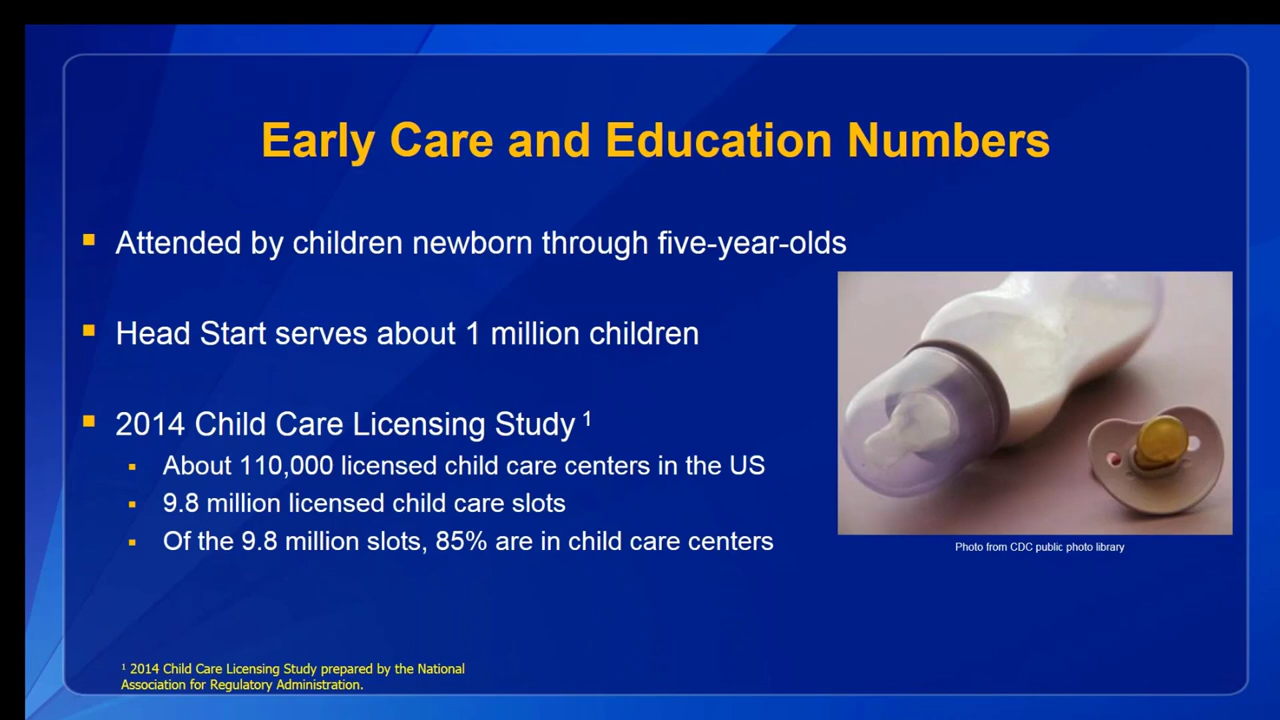 Early Care and Education Numbers
Attended by children newborn through five-year-olds
Head Start serves about 1 million children
2014 Child Care Licensing Study ¹
About 110,000 licensed child care centers in the US
9.8 million licensed child care slots
Of the 9.8 million slots, 85% are in child care centers
Photo from CDC public photo library
¹ 2014 Child Care Licensing Study prepared by the National
Association for Regulatory Administration.